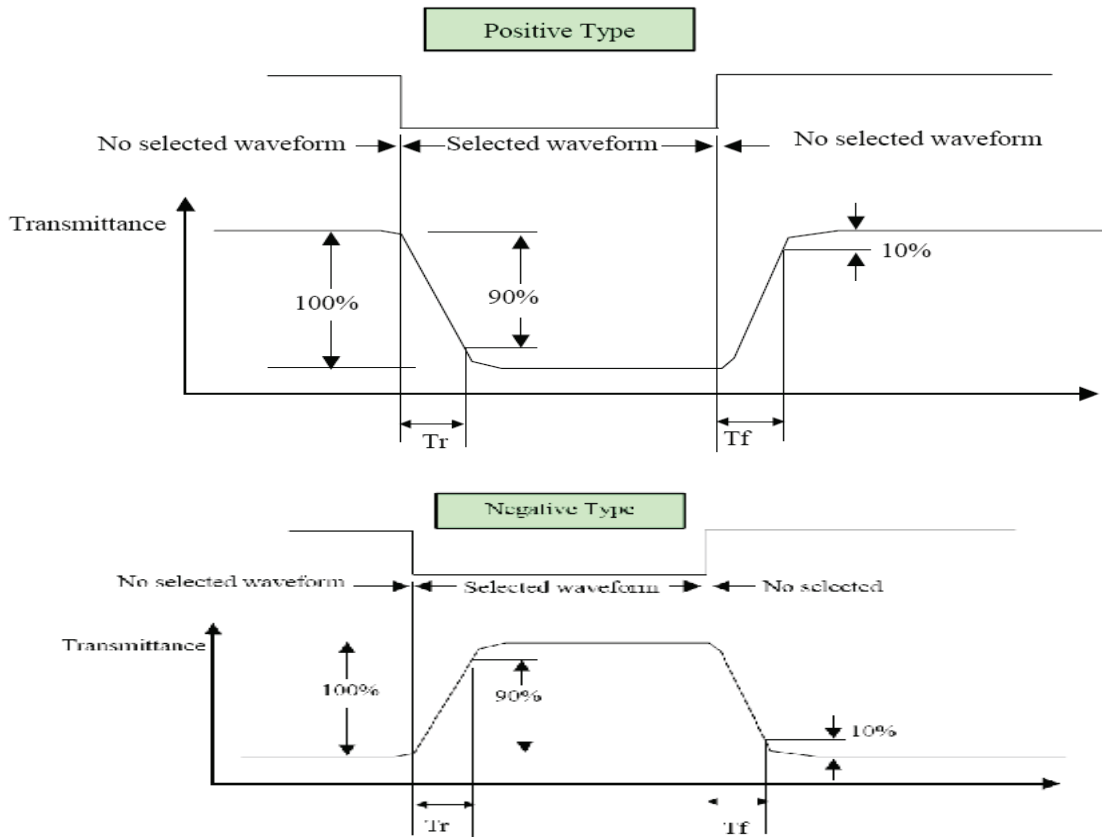 Positive Type
No selected waveform
Selected waveform
No selected waveform
Transmittance
100%
90%
10%
Tr
Tf
Negative Type
No selected waveform
Selected waveform
No selected
Transmittance
100%
90%
10%
Tr
Tf